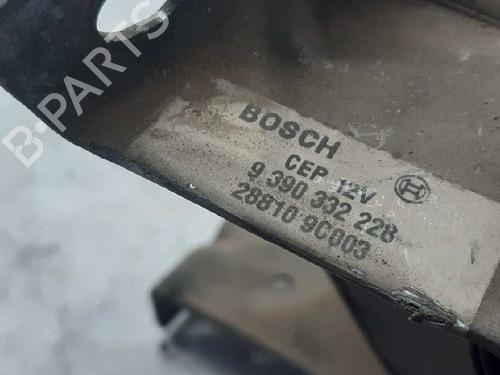 B-PARTS
BOSCH
CEP 12V
9 390 332 228
28810 9C003